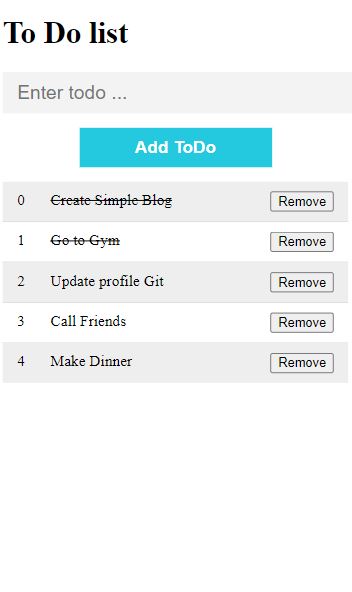 To Do list
Enter todo ...
Add ToDo
0 Create Simple Blog Remove
1 Go to Gym Remove
2 Update profile Git Remove
3 Call Friends Remove
4 Make Dinner Remove